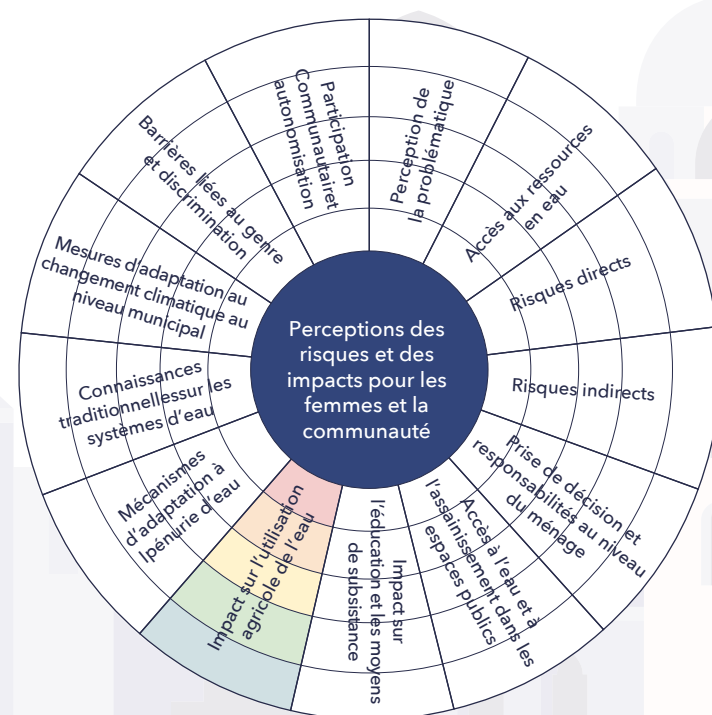 Perceptions des
risques et des
impacts pour les
femmes et la
communauté
Perception de
la problématique
Accès aux ressources
en eau
Risques directs
Risques indirects
Prise de décision et
responsabilités au niveau
du ménage
Accès à l'eau et à
l'assainissement dans les
espaces publics
Impact sur
l'éducation et les moyens
de subsistance
Impact sur l'utilisation
agricole de l'eau
Mécanismes
d'adaptation à
lpénurie d'eau
Connaissances
traditionnellessur les
systèmes d'eau
Mesures d'adaptation au
changement climatique au
niveau municipal
Barrières liées au genre
et discrimination
Participation
Communautairet
autonomisation